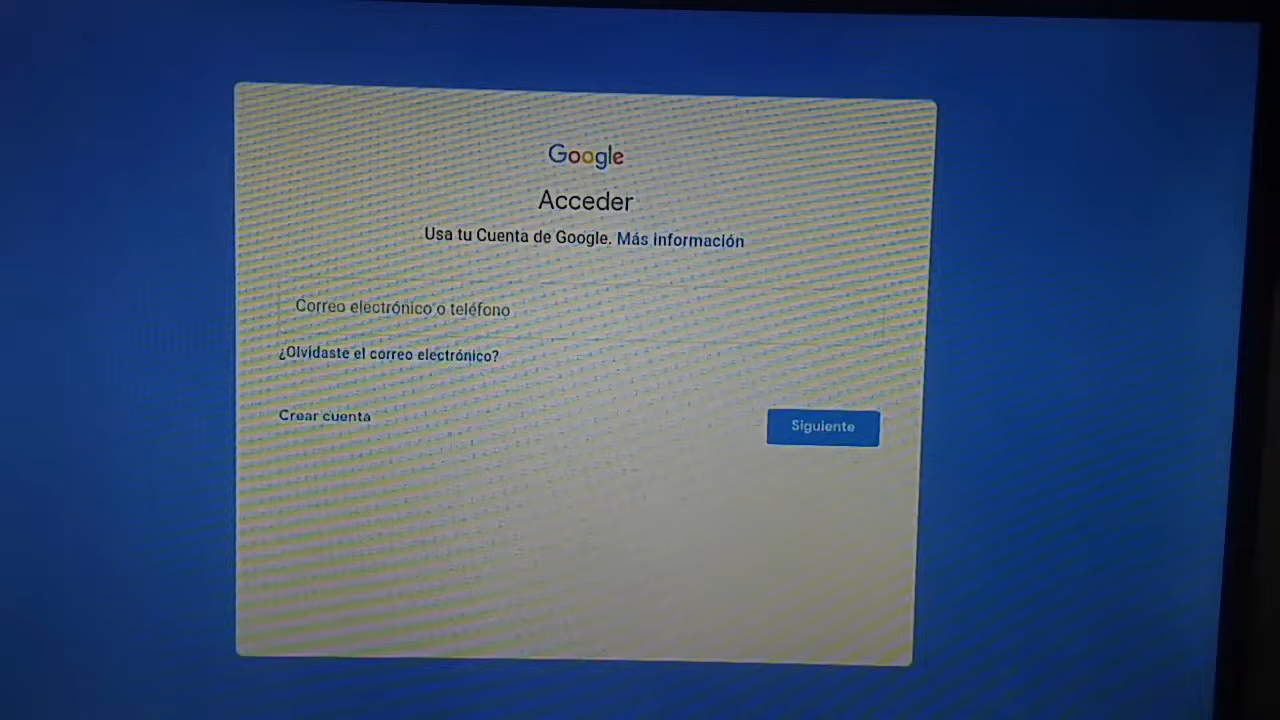 Google
Acceder
Usa tu Cuenta de Google. Más información
Correo electrónico o teléfono
¿Olvidaste el correo electrónico?
Crear cuenta
Siguiente